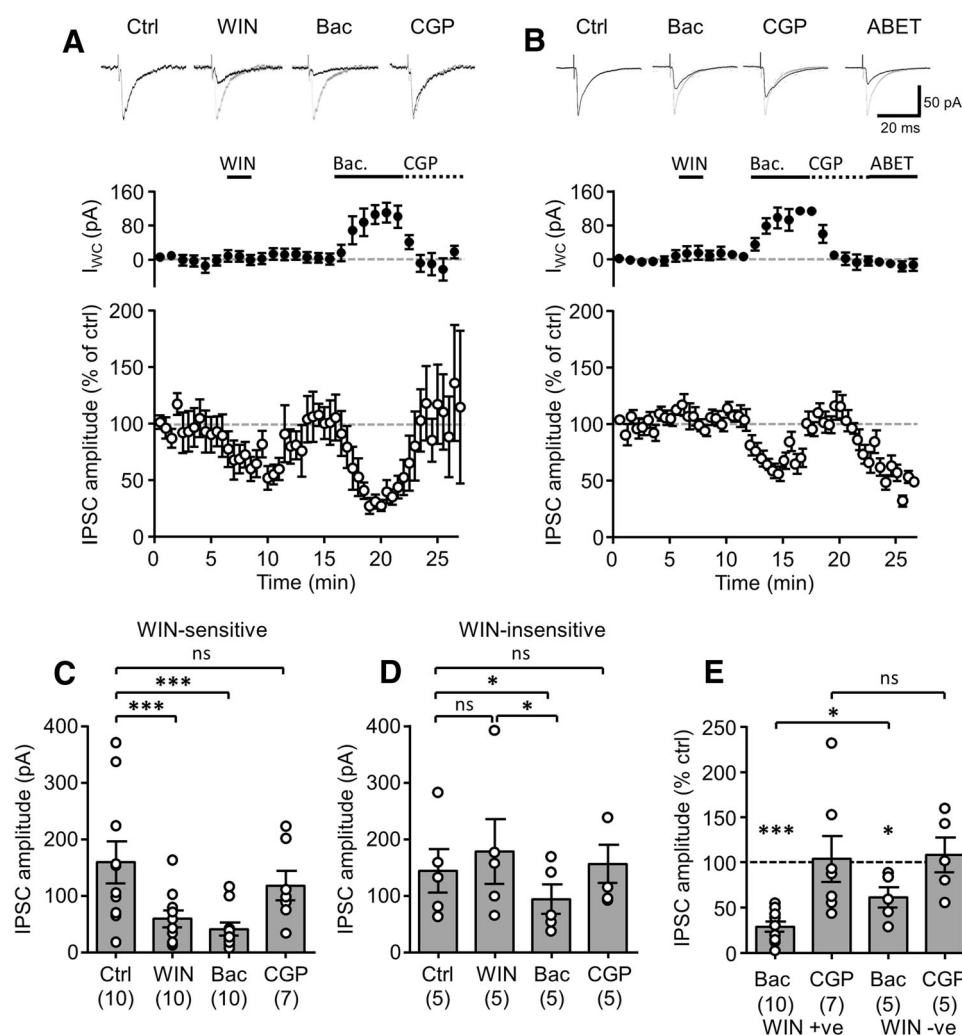 A
Ctrl WIN Bac CGP
B
Ctrl Bac CGP ABET
50 pA
20 ms
WIN Bac. CGP
WIN Bac. CGP ABET
I_WC (pA)
160
80
0
I_WC (pA)
160
80
0
IPSC amplitude (% of ctrl)
200
150
100
50
0
0 5 10 15 20 25
Time (min)
IPSC amplitude (% of ctrl)
200
150
100
50
0
0 5 10 15 20 25
Time (min)
C
WIN-sensitive
ns
***
***
IPSC amplitude (pA)
400
300
200
100
0
Ctrl WIN Bac CGP
(10) (10) (10) (7)
D
WIN-insensitive
ns
*
ns *
IPSC amplitude (pA)
400
300
200
100
0
Ctrl WIN Bac CGP
(5) (5) (5) (5)
E
ns
*
*** *
IPSC amplitude (% ctrl)
250
200
150
100
50
0
Bac CGP Bac CGP
(10) (7) (5) (5)
WIN +ve WIN -ve